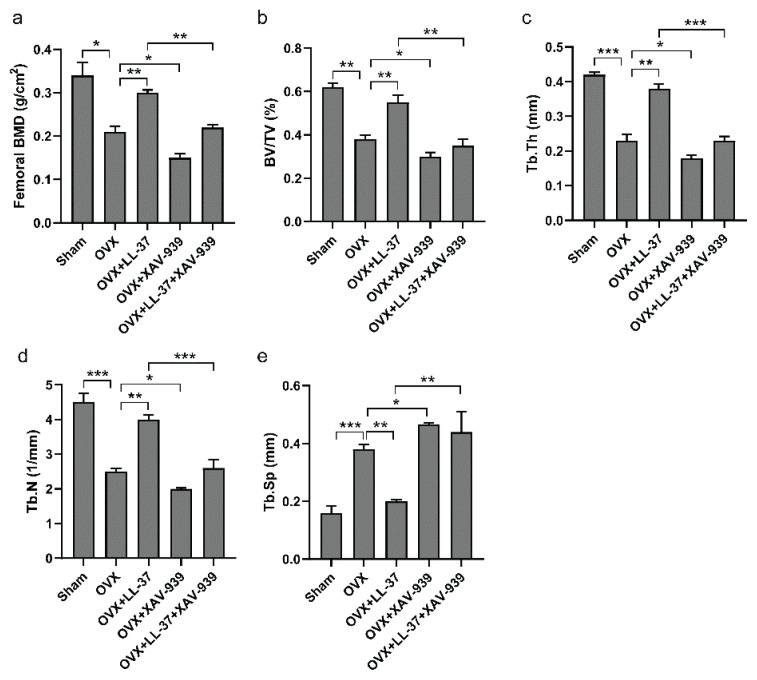 a
Femoral BMD (g/cm²)
0.4
0.3
0.2
0.3
0.0
*
**
*
**
Sham
OVX
OVX+LL-37
OVX+XAV-939
OVX+LL-37+XAV-939
b
BV/TV (%)
0.6
0.4
0.2
0.0
**
**
*
**
Sham
OVX
OVX+LL-37
OVX+XAV-939
OVX+LL-37+XAV-939
c
Tb.Th (mm)
0.5
0.4
0.2
0.2
0.0
***
**
*
***
Sham
OVX
OVX+LL-37
OVX+XAV-939
OVX+LL-37+XAV-939
d
Tb.N (1/mm)
5
4
3
2
2
0
***
**
*
***
Sham
OVX
OVX+LL-37
OVX+XAV-939
OVX+LL-37+XAV-939
e
Tb.Sp (mm)
0.6
0.4
0.2
0.0
***
**
*
**
Sham
OVX
OVX+LL-37
OVX+XAV-939
OVX+LL-37+XAV-939